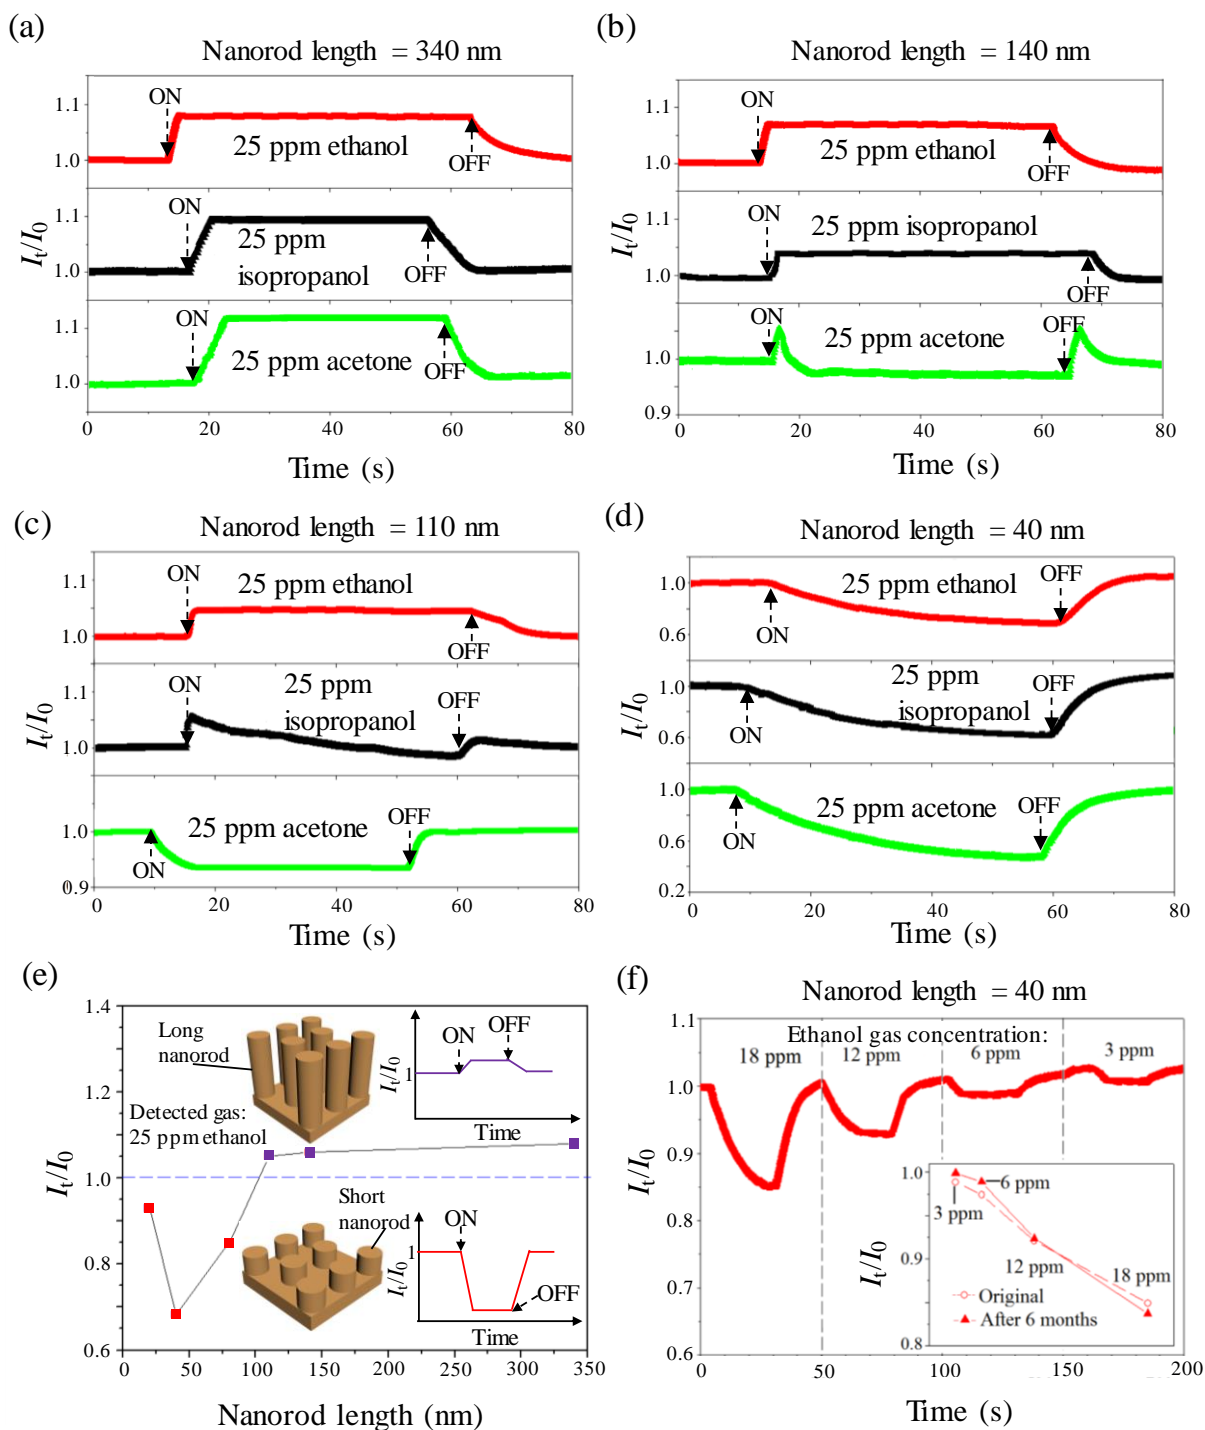 (a)
Nanorod length = 340 nm
1.1
ON
1.0
25 ppm ethanol
OFF
1.1
ON
25 ppm
isopropanol
1.0
OFF
1.1
ON
25 ppm acetone
1.0
OFF
It/I0
0 20 40 60 80
Time (s)
(b)
Nanorod length = 140 nm
1.1
ON
1.0
25 ppm ethanol
OFF
1.1
ON
25 ppm isopropanol
1.0
OFF
ON
OFF
25 ppm acetone
1.0
0.9
It/I0
0 20 40 60 80
Time (s)
(c)
Nanorod length = 110 nm
1.1
ON
25 ppm ethanol
1.0
OFF
1.1
ON
25 ppm
isopropanol
OFF
1.0
OFF
1.0
25 ppm acetone
ON
0.9
It/I0
0 20 40 60 80
Time (s)
(d)
Nanorod length = 40 nm
1.0
25 ppm ethanol
OFF
0.6
ON
1.0
25 ppm
isopropanol
OFF
0.6
ON
1.0
25 ppm acetone
OFF
0.6
ON
0.2
It/I0
0 20 40 60 80
Time (s)
(e)
1.4
1.3
1.2
1.1
1.0
0.8
0.6
It/I0
Long
nanorod
Detected gas:
25 ppm ethanol
ON
OFF
1
It/I0
Time
Short
nanorod
ON
1
It/I0
OFF
Time
0 50 100 150 200 250 300 350
Nanorod length (nm)
(f)
Nanorod length = 40 nm
Ethanol gas concentration:
18 ppm
12 ppm
6 ppm
3 ppm
1.1
1.0
0.9
0.8
0.7
0.6
It/I0
1.0
0.9
0.8
It/I0
6 ppm
3 ppm
12 ppm
18 ppm
Original
After 6 months
0 50 100 150 200
Time (s)